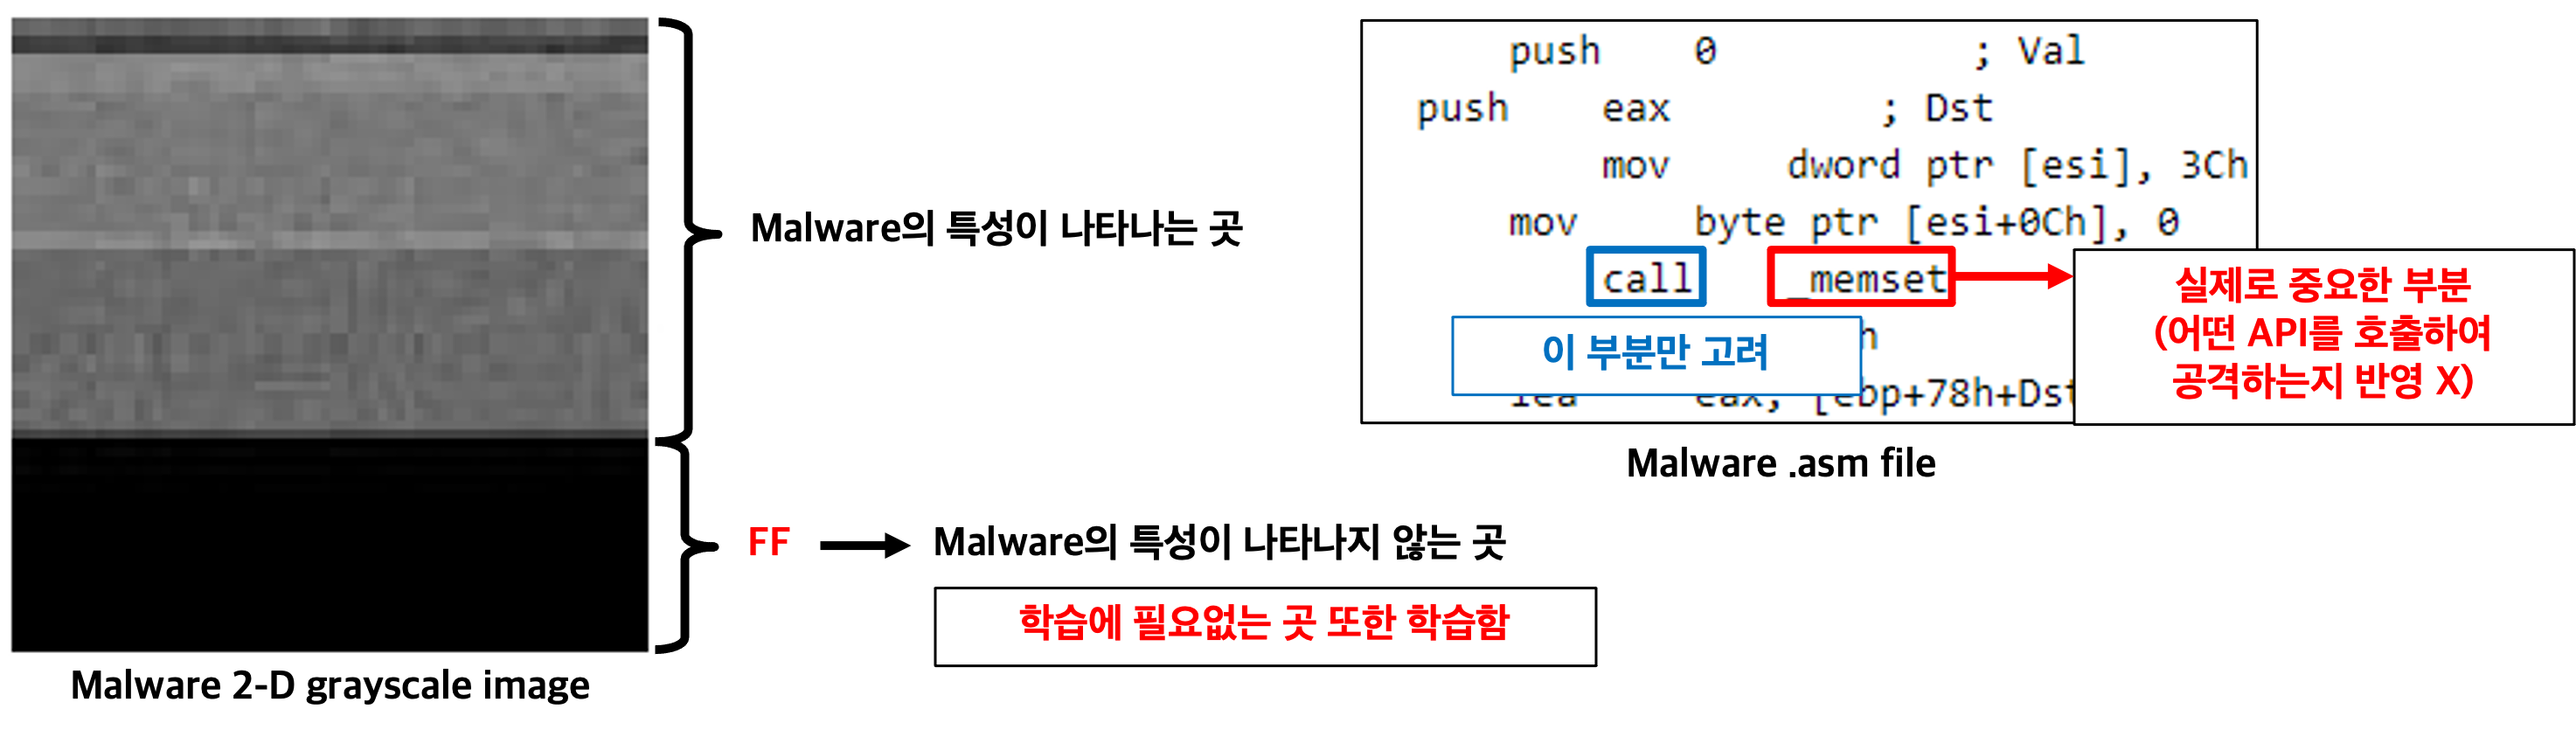 Malware의 특성이 나타나는 곳
FF
Malware의 특성이 나타나지 않는 곳
학습에 필요없는 곳 또한 학습함
Malware 2-D grayscale image
push 0 ; Val
push eax ; Dst
mov dword ptr [esi], 3Ch
mov byte ptr [esi+0Ch], 0
call _memset
이 부분만 고려
h
lea eax, [ebp+78h+Dst
실제로 중요한 부분
(어떤 API를 호출하여
공격하는지 반영 X)
Malware .asm file